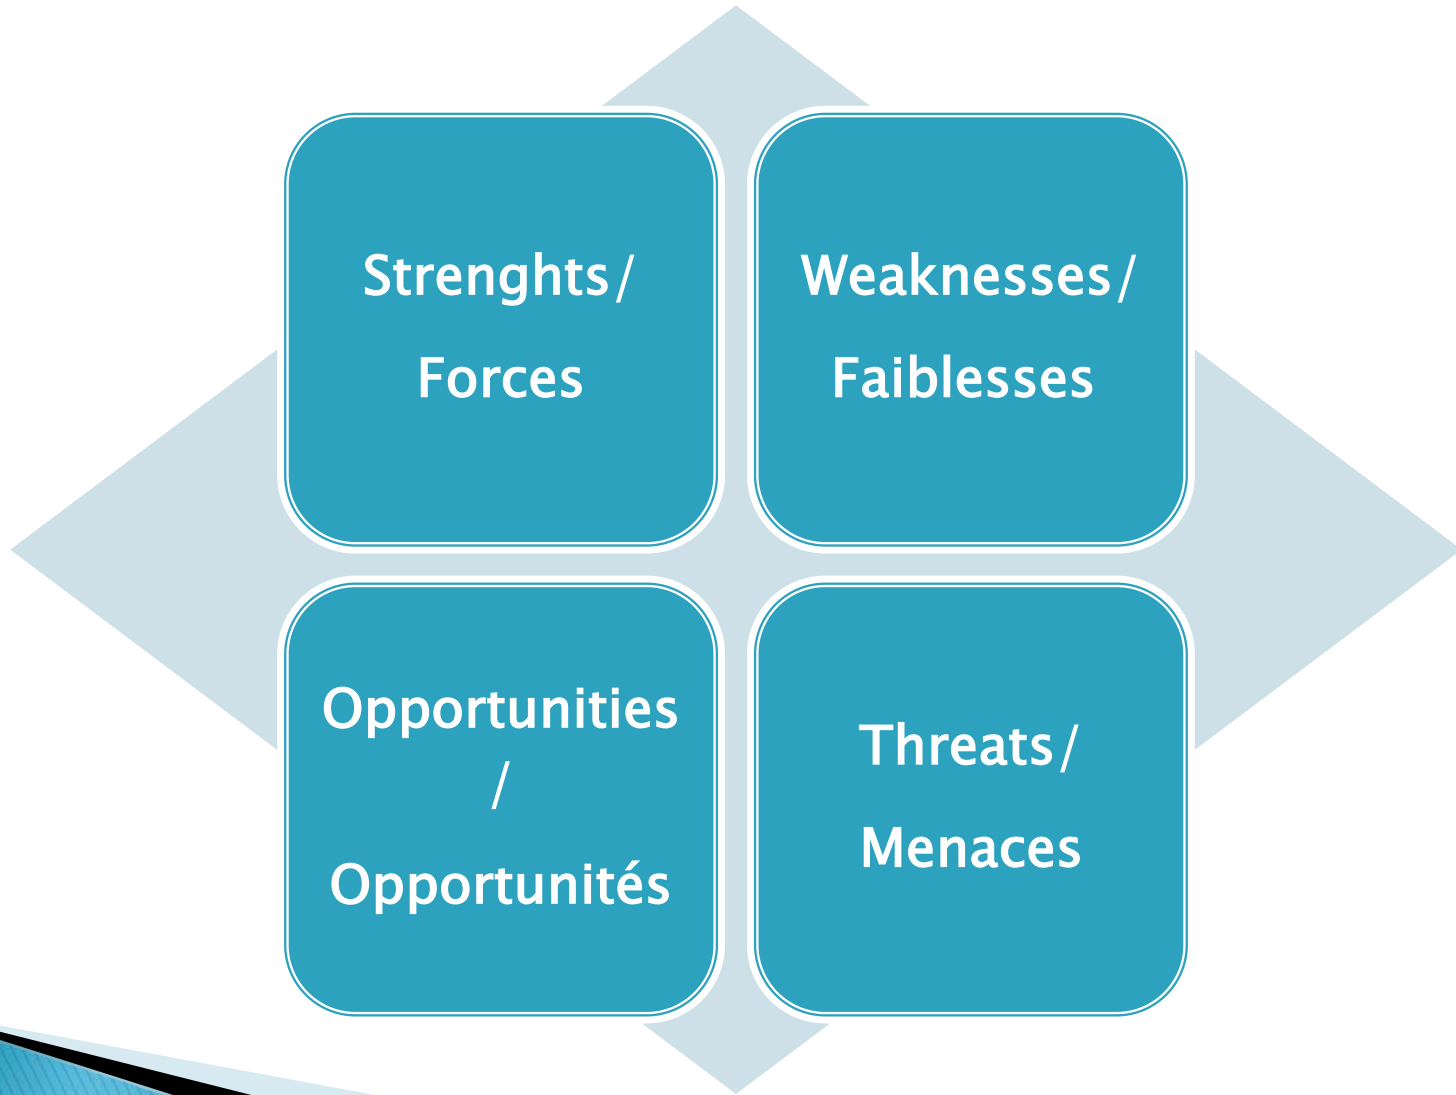 Strenghts/
Forces
Weaknesses/
Faiblesses
Opportunities
/
Opportunités
Threats/
Menaces